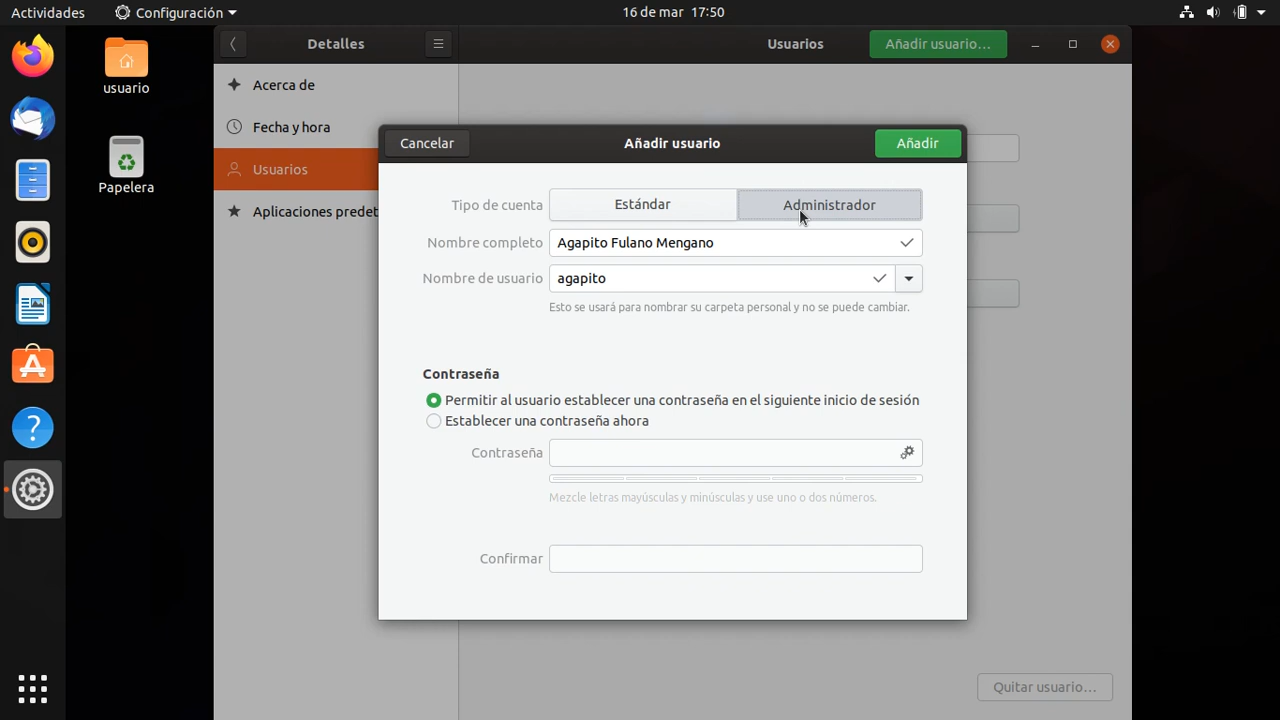 Actividades
Configuración
16 de mar 17:50
Detalles
Usuarios
Añadir usuario...
usuario
Papelera
Acerca de
Fecha y hora
Usuarios
Aplicaciones predet
Cancelar
Añadir usuario
Añadir
Tipo de cuenta
Estándar
Administrador
Nombre completo
Agapito Fulano Mengano
Nombre de usuario
agapito
Esto se usará para nombrar su carpeta personal y no se puede cambiar.
Contraseña
Permitir al usuario establecer una contraseña en el siguiente inicio de sesión
Establecer una contraseña ahora
Contraseña
Mezcle letras mayúsculas y minúsculas y use uno o dos números.
Confirmar
Quitar usuario...